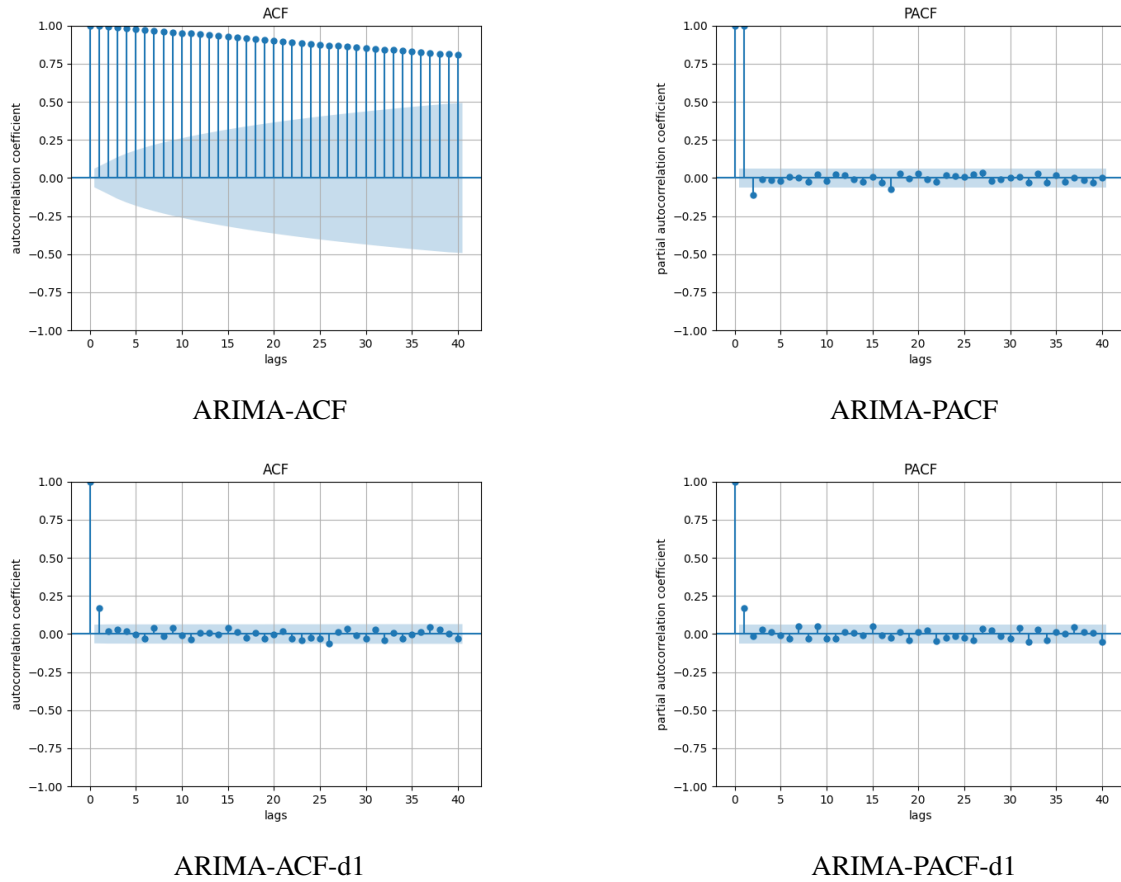 ACF
1.00
0.75
0.50
0.25
0.00
−0.25
−0.50
−0.75
−1.00
autocorrelation coefficient
0 5 10 15 20 25 30 35 40
lags
ARIMA-ACF
PACF
1.00
0.75
0.50
0.25
0.00
−0.25
−0.50
−0.75
−1.00
partial autocorrelation coefficient
0 5 10 15 20 25 30 35 40
lags
ARIMA-PACF
ACF
1.00
0.75
0.50
0.25
0.00
−0.25
−0.50
−0.75
−1.00
autocorrelation coefficient
0 5 10 15 20 25 30 35 40
lags
ARIMA-ACF-d1
PACF
1.00
0.75
0.50
0.25
0.00
−0.25
−0.50
−0.75
−1.00
partial autocorrelation coefficient
0 5 10 15 20 25 30 35 40
lags
ARIMA-PACF-d1